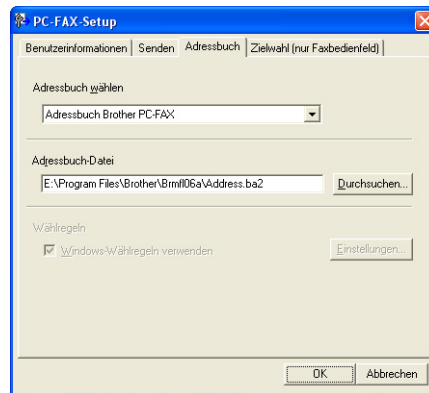 PC-FAX-Setup
Benutzerinformationen Senden Adressbuch Zielwahl (nur Faxbedienfeld)
Adressbuch wählen
Adressbuch Brother PC-FAX
Adressbuch-Datei
E:\Program Files\Brother\Brmfl06a\Address.ba2 Durchsuchen...
Wählregeln
Windows-Wählregeln verwenden Einstellungen...
OK Abbrechen